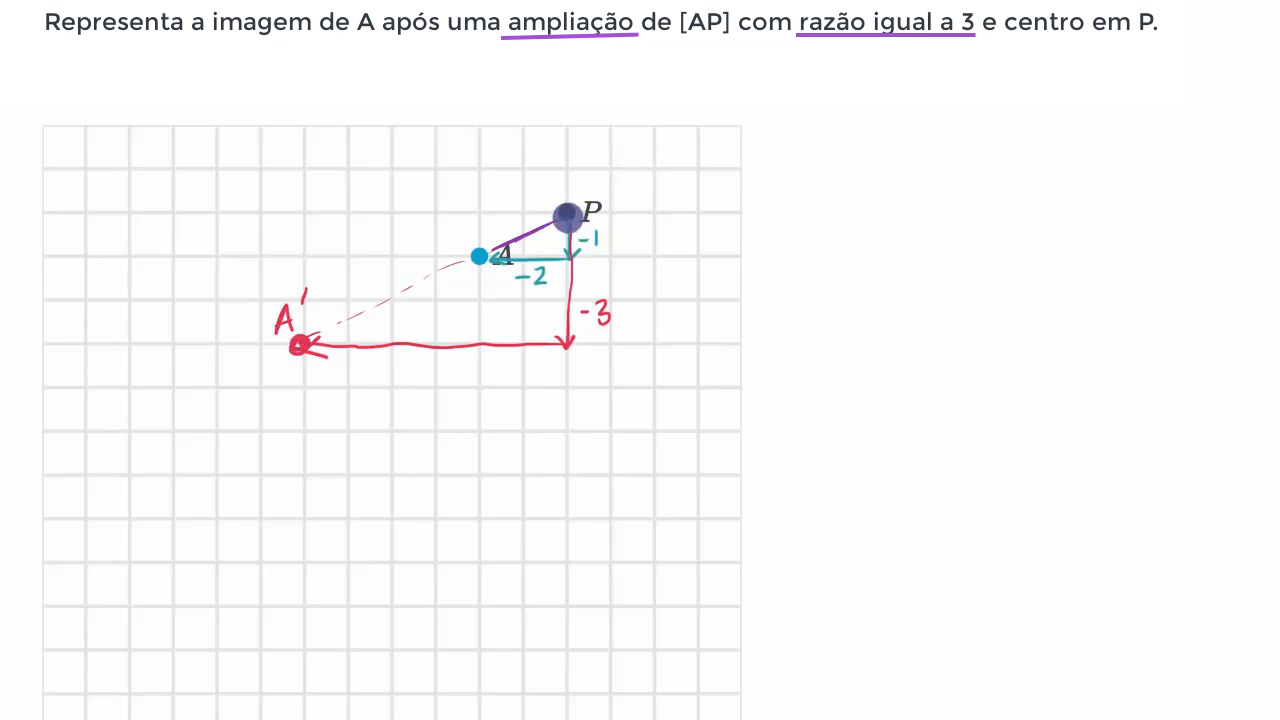 Representa a imagem de A após uma ampliação de [AP] com razão igual a 3 e centro em P.
P
-1
A
-2
A'
-3